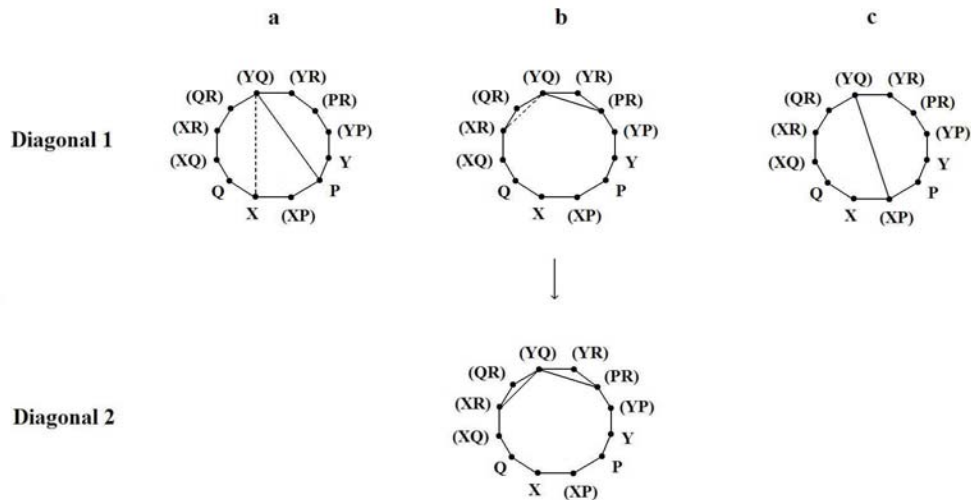 a b c
(YQ) (YR) (YQ) (YR) (YQ) (YR)
(QR) (PR) (QR) (PR) (QR) (PR)
Diagonal 1 (XR) (YP) (XR) (YP) (XR) (YP)
(XQ) Y (XQ) Y (XQ) Y
Q P Q P Q P
X (XP) X (XP) X (XP)
(YQ) (YR)
(QR) (PR)
Diagonal 2 (XR) (YP)
(XQ) Y
Q P
X (XP)